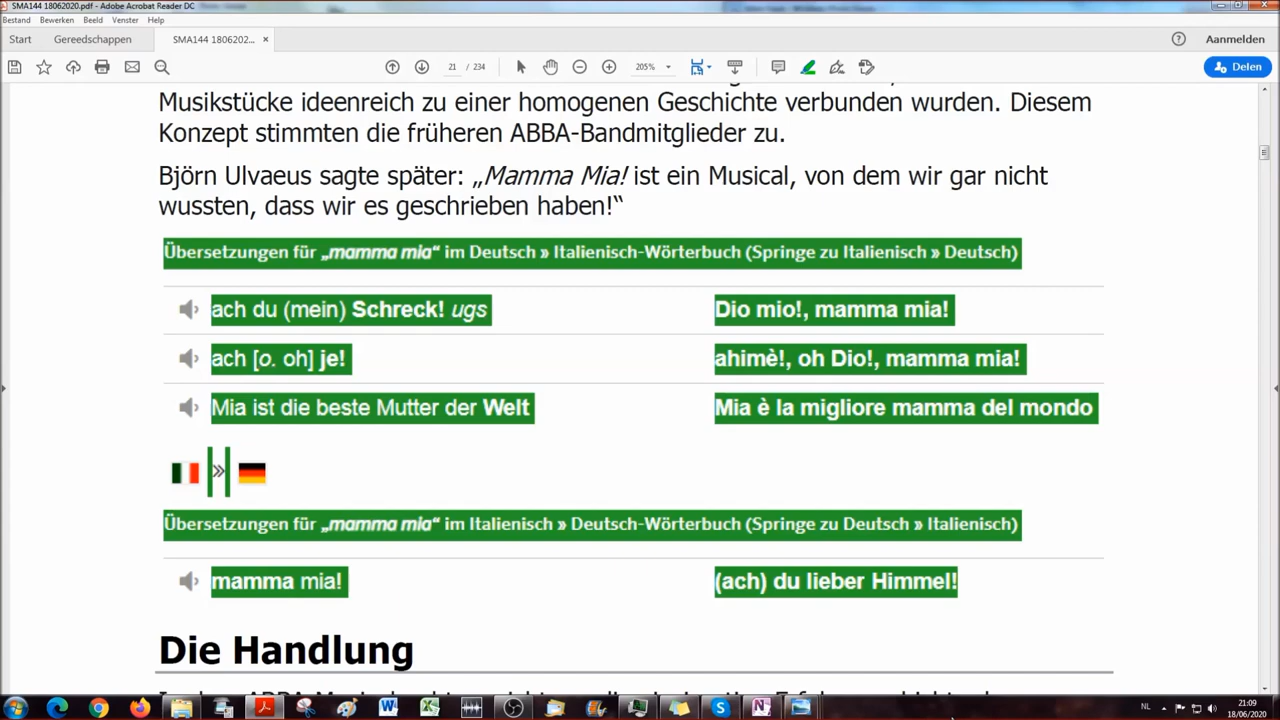 SMA144 18062020.pdf - Adobe Acrobat Reader DC
Bestand Bewerken Beeld Venster Help
Start Gereedschappen SMA144 1806202... × Aanmelden
21 / 234 205% Delen
Musikstücke ideenreich zu einer homogenen Geschichte verbunden wurden. Diesem
Konzept stimmten die früheren ABBA-Bandmitglieder zu.
Björn Ulvaeus sagte später: „Mamma Mia! ist ein Musical, von dem wir gar nicht
wussten, dass wir es geschrieben haben!“
Übersetzungen für „mamma mia“ im Deutsch » Italienisch-Wörterbuch (Springe zu Italienisch » Deutsch)
ach du (mein) Schreck! ugs Dio mio!, mamma mia!
ach [o. oh] je! ahimè!, oh Dio!, mamma mia!
Mia ist die beste Mutter der Welt Mia è la migliore mamma del mondo
»
Übersetzungen für „mamma mia“ im Italienisch » Deutsch-Wörterbuch (Springe zu Deutsch » Italienisch)
mamma mia! (ach) du lieber Himmel!
Die Handlung
NL 21:09
18/06/2020